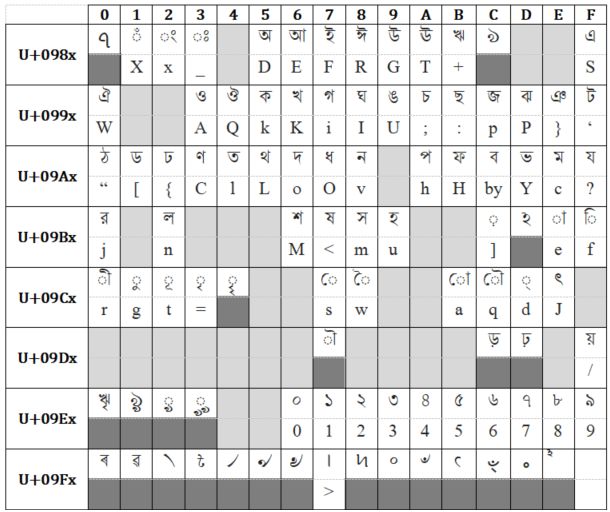 0 1 2 3 4 5 6 7 8 9 A B C D E F
U+098x ঀ ঁ ং ঃ অ আ ই ঈ উ ঊ ঋ ঌ এ
X x _ D E F R G T + S
U+099x ঐ ও ঔ ক খ গ ঘ ঙ চ ছ জ ঝ ঞ ট
W A Q k K i I U ; : p P } ‘
U+09Ax ঠ ড ঢ ণ ত থ দ ধ ন প ফ ব ভ ম য
“ [ { C l L o O v h H by Y c ?
U+09Bx র ল শ ষ স হ ় ঽ া ি
j n M < m u ] e f
U+09Cx ী ু ূ ৃ ৄ ে ৈ ো ৌ ্ ৎ
r g t = s w a q d J
U+09Dx ৗ ড় ঢ় য়
/
U+09Ex ৠ ৡ ৢ ৣ ০ ১ ২ ৩ ৪ ৫ ৬ ৭ ৮ ৯
0 1 2 3 4 5 6 7 8 9
U+09Fx ৰ ৱ ৲ ৳ ৴ ৵ ৶ ৷ ৸ ৹ ৺ ৻ ৼ ৽ ৾
>